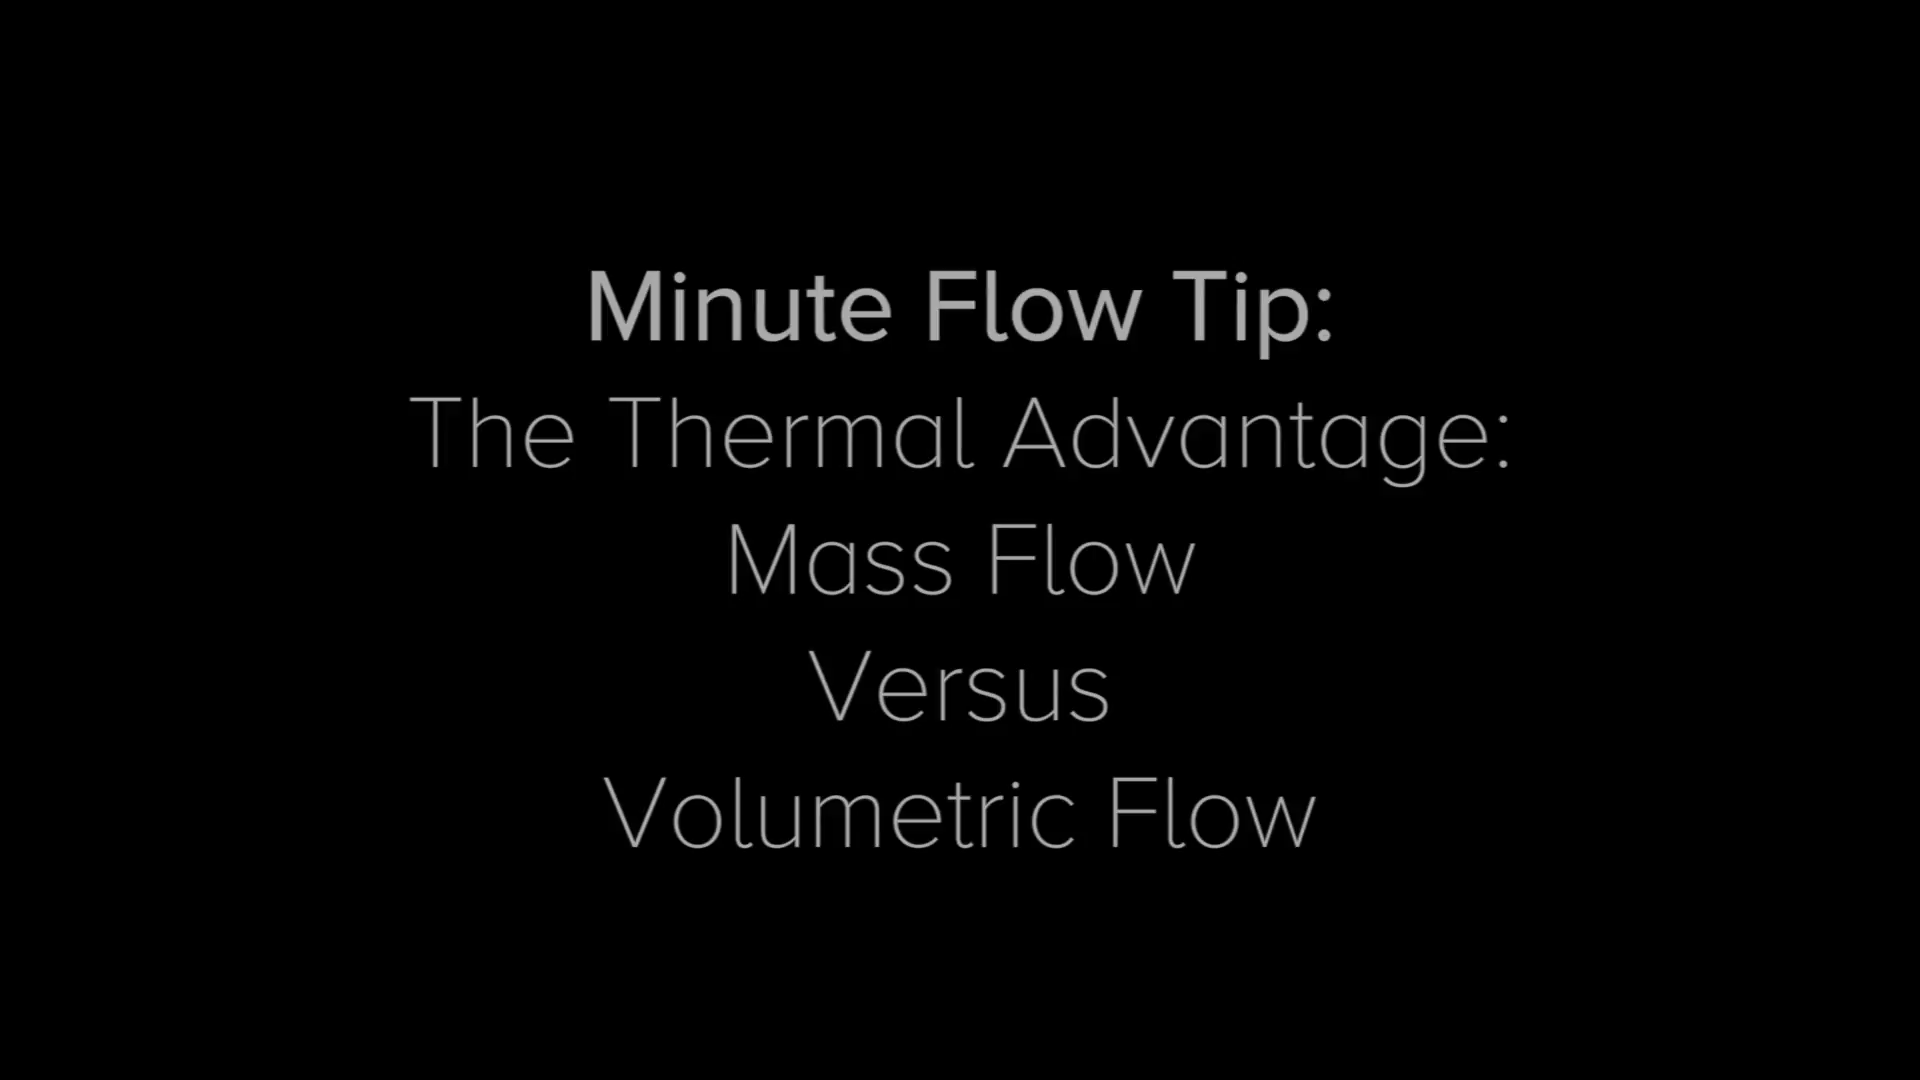 Minute Flow Tip:
The Thermal Advantage:
Mass Flow
Versus
Volumetric Flow